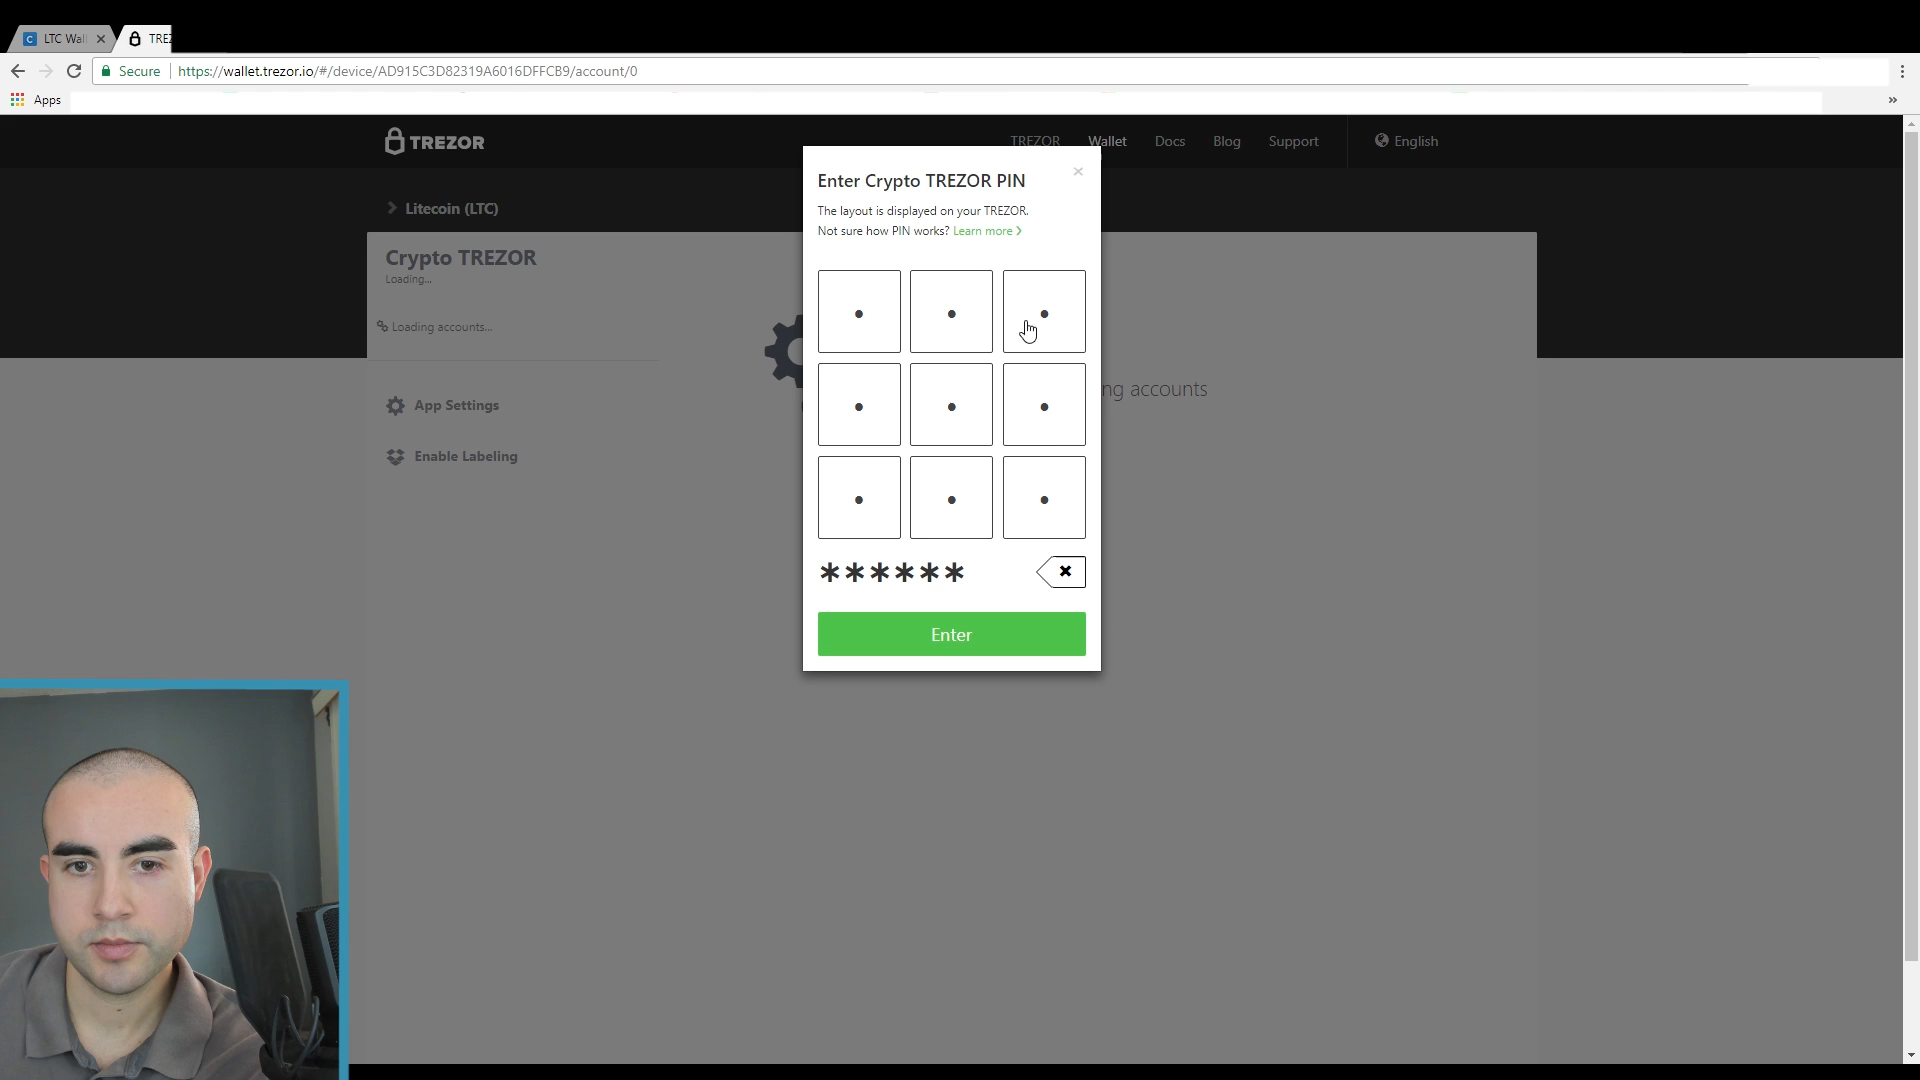 LTC Wal
TREZ
Secure
https://wallet.trezor.io/#/device/AD915C3D82319A6016DFFCB9/account/0
Apps
»
TREZOR
TREZOR Wallet Docs Blog Support English
Litecoin (LTC)
Crypto TREZOR
Loading...
Loading accounts...
App Settings
Enable Labeling
ng accounts
Enter Crypto TREZOR PIN
The layout is displayed on your TREZOR.
Not sure how PIN works? Learn more
******
Enter